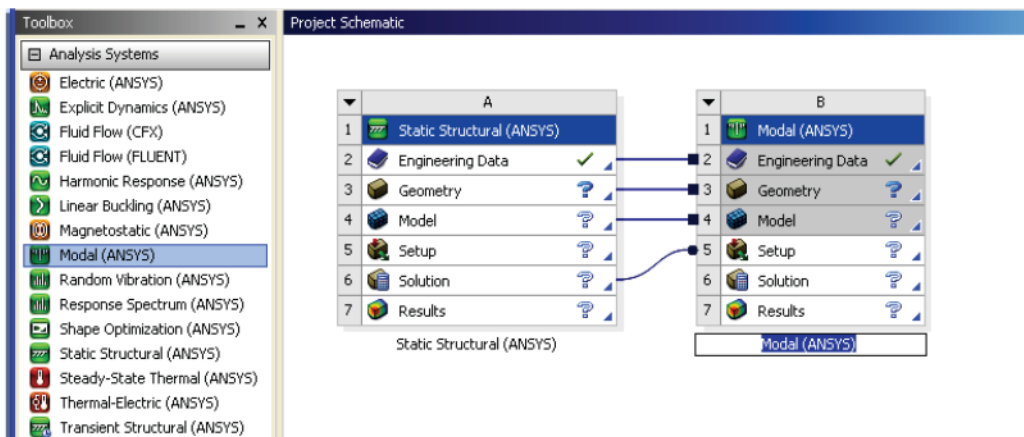 Toolbox
Project Schematic
Analysis Systems
Electric (ANSYS)
Explicit Dynamics (ANSYS)
Fluid Flow (CFX)
Fluid Flow (FLUENT)
Harmonic Response (ANSYS)
Linear Buckling (ANSYS)
Magnetostatic (ANSYS)
Modal (ANSYS)
Random Vibration (ANSYS)
Response Spectrum (ANSYS)
Shape Optimization (ANSYS)
Static Structural (ANSYS)
Steady-State Thermal (ANSYS)
Thermal-Electric (ANSYS)
Transient Structural (ANSYS)
A
1 Static Structural (ANSYS)
2 Engineering Data
3 Geometry ?
4 Model ?
5 Setup ?
6 Solution ?
7 Results ?
Static Structural (ANSYS)
B
1 Modal (ANSYS)
2 Engineering Data
3 Geometry ?
4 Model ?
5 Setup ?
6 Solution ?
7 Results ?
Modal (ANSYS)